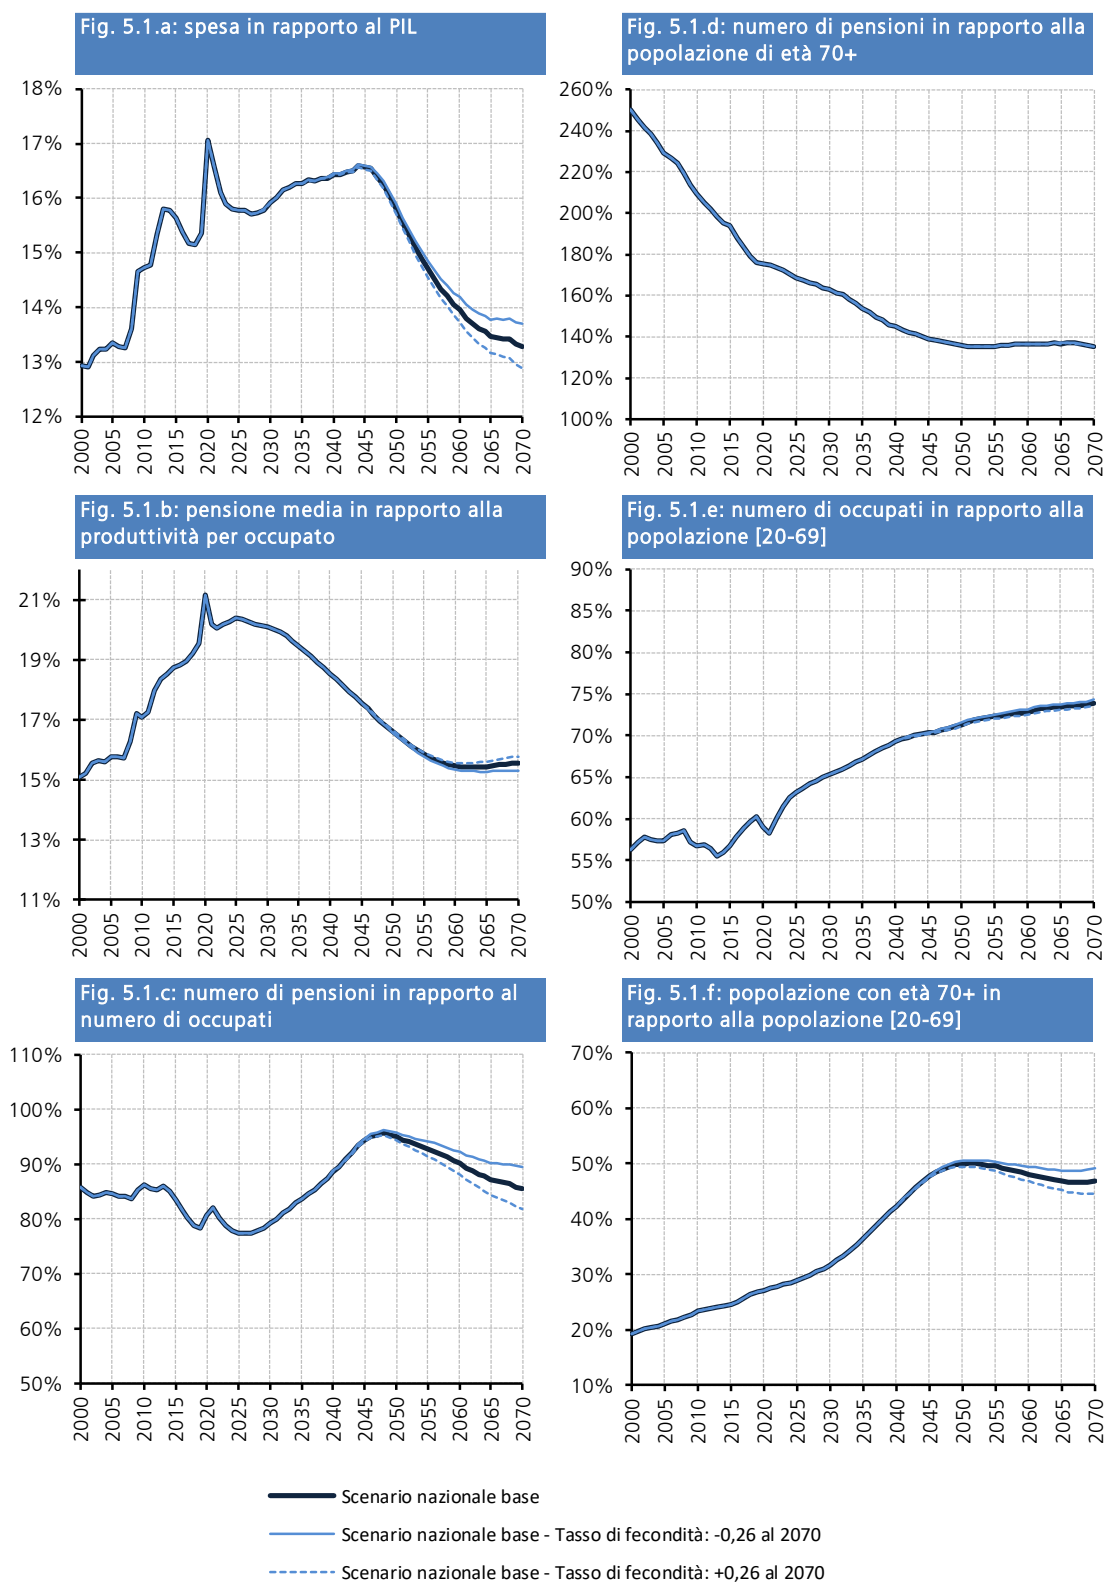 Fig. 5.1.a: spesa in rapporto al PIL
18%
17%
16%
15%
14%
13%
12%
2000 2005 2010 2015 2020 2025 2030 2035 2040 2045 2050 2055 2060 2065 2070
Fig. 5.1.d: numero di pensioni in rapporto alla
popolazione di età 70+
260%
240%
220%
200%
180%
160%
140%
120%
100%
2000 2005 2010 2015 2020 2025 2030 2035 2040 2045 2050 2055 2060 2065 2070
Fig. 5.1.b: pensione media in rapporto alla
produttività per occupato
21%
19%
17%
15%
13%
11%
2000 2005 2010 2015 2020 2025 2030 2035 2040 2045 2050 2055 2060 2065 2070
Fig. 5.1.e: numero di occupati in rapporto alla
popolazione [20-69]
90%
85%
80%
75%
70%
65%
60%
55%
50%
2000 2005 2010 2015 2020 2025 2030 2035 2040 2045 2050 2055 2060 2065 2070
Fig. 5.1.c: numero di pensioni in rapporto al
numero di occupati
110%
100%
90%
80%
70%
60%
50%
2000 2005 2010 2015 2020 2025 2030 2035 2040 2045 2050 2055 2060 2065 2070
Fig. 5.1.f: popolazione con età 70+ in
rapporto alla popolazione [20-69]
70%
60%
50%
40%
30%
20%
10%
2000 2005 2010 2015 2020 2025 2030 2035 2040 2045 2050 2055 2060 2065 2070
Scenario nazionale base
Scenario nazionale base - Tasso di fecondità: -0,26 al 2070
Scenario nazionale base - Tasso di fecondità: +0,26 al 2070